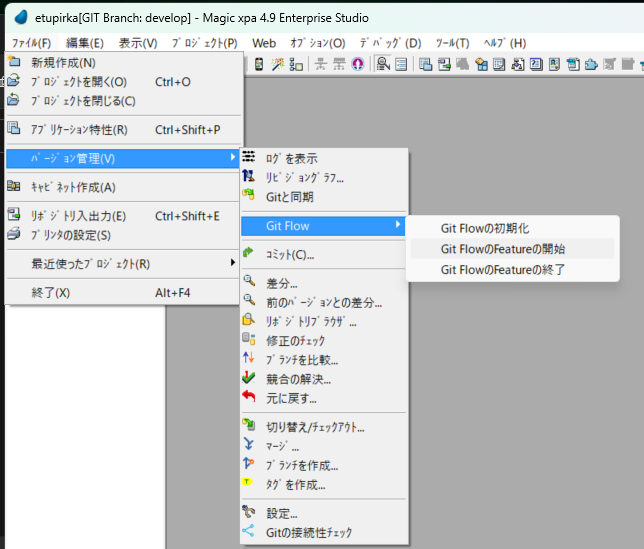 etupirka[GIT Branch: develop] - Magic xpa 4.9 Enterprise Studio
ﾌｧｲﾙ(F) 編集(E) 表示(V) ﾌﾟﾛｼﾞｪｸﾄ(P) Web ｵﾌﾟｼｮﾝ(O) ﾃﾞﾊﾞｯｸﾞ(D) ﾂｰﾙ(T) ﾍﾙﾌﾟ(H)
新規作成(N)
ﾌﾟﾛｼﾞｪｸﾄを開く(O) Ctrl+O
ﾌﾟﾛｼﾞｪｸﾄを閉じる(C)
ｱﾌﾟﾘｹｰｼｮﾝ特性(R) Ctrl+Shift+P
ﾊﾞｰｼﾞｮﾝ管理(V)
ｷｬﾋﾞﾈｯﾄ作成(A)
ﾘﾎﾟｼﾞﾄﾘ入出力(E) Ctrl+Shift+E
ﾌﾟﾘﾝﾀの設定(S)
最近使ったﾌﾟﾛｼﾞｪｸﾄ(R)
終了(X) Alt+F4
ﾛｸﾞを表示
ﾘﾋﾞｼﾞｮﾝｸﾞﾗﾌ...
Gitと同期
Git Flow
ｺﾐｯﾄ(C)...
差分...
前のﾊﾞｰｼﾞｮﾝとの差分...
ﾘﾎﾟｼﾞﾄﾘﾌﾞﾗｳｻﾞ...
修正のﾁｪｯｸ
ﾌﾞﾗﾝﾁを比較...
競合の解決...
元に戻す...
切り替え/ﾁｪｯｸｱｳﾄ...
ﾏｰｼﾞ...
ﾌﾞﾗﾝﾁを作成...
ﾀｸﾞを作成...
設定...
Gitの接続性ﾁｪｯｸ
Git Flowの初期化
Git FlowのFeatureの開始
Git FlowのFeatureの終了